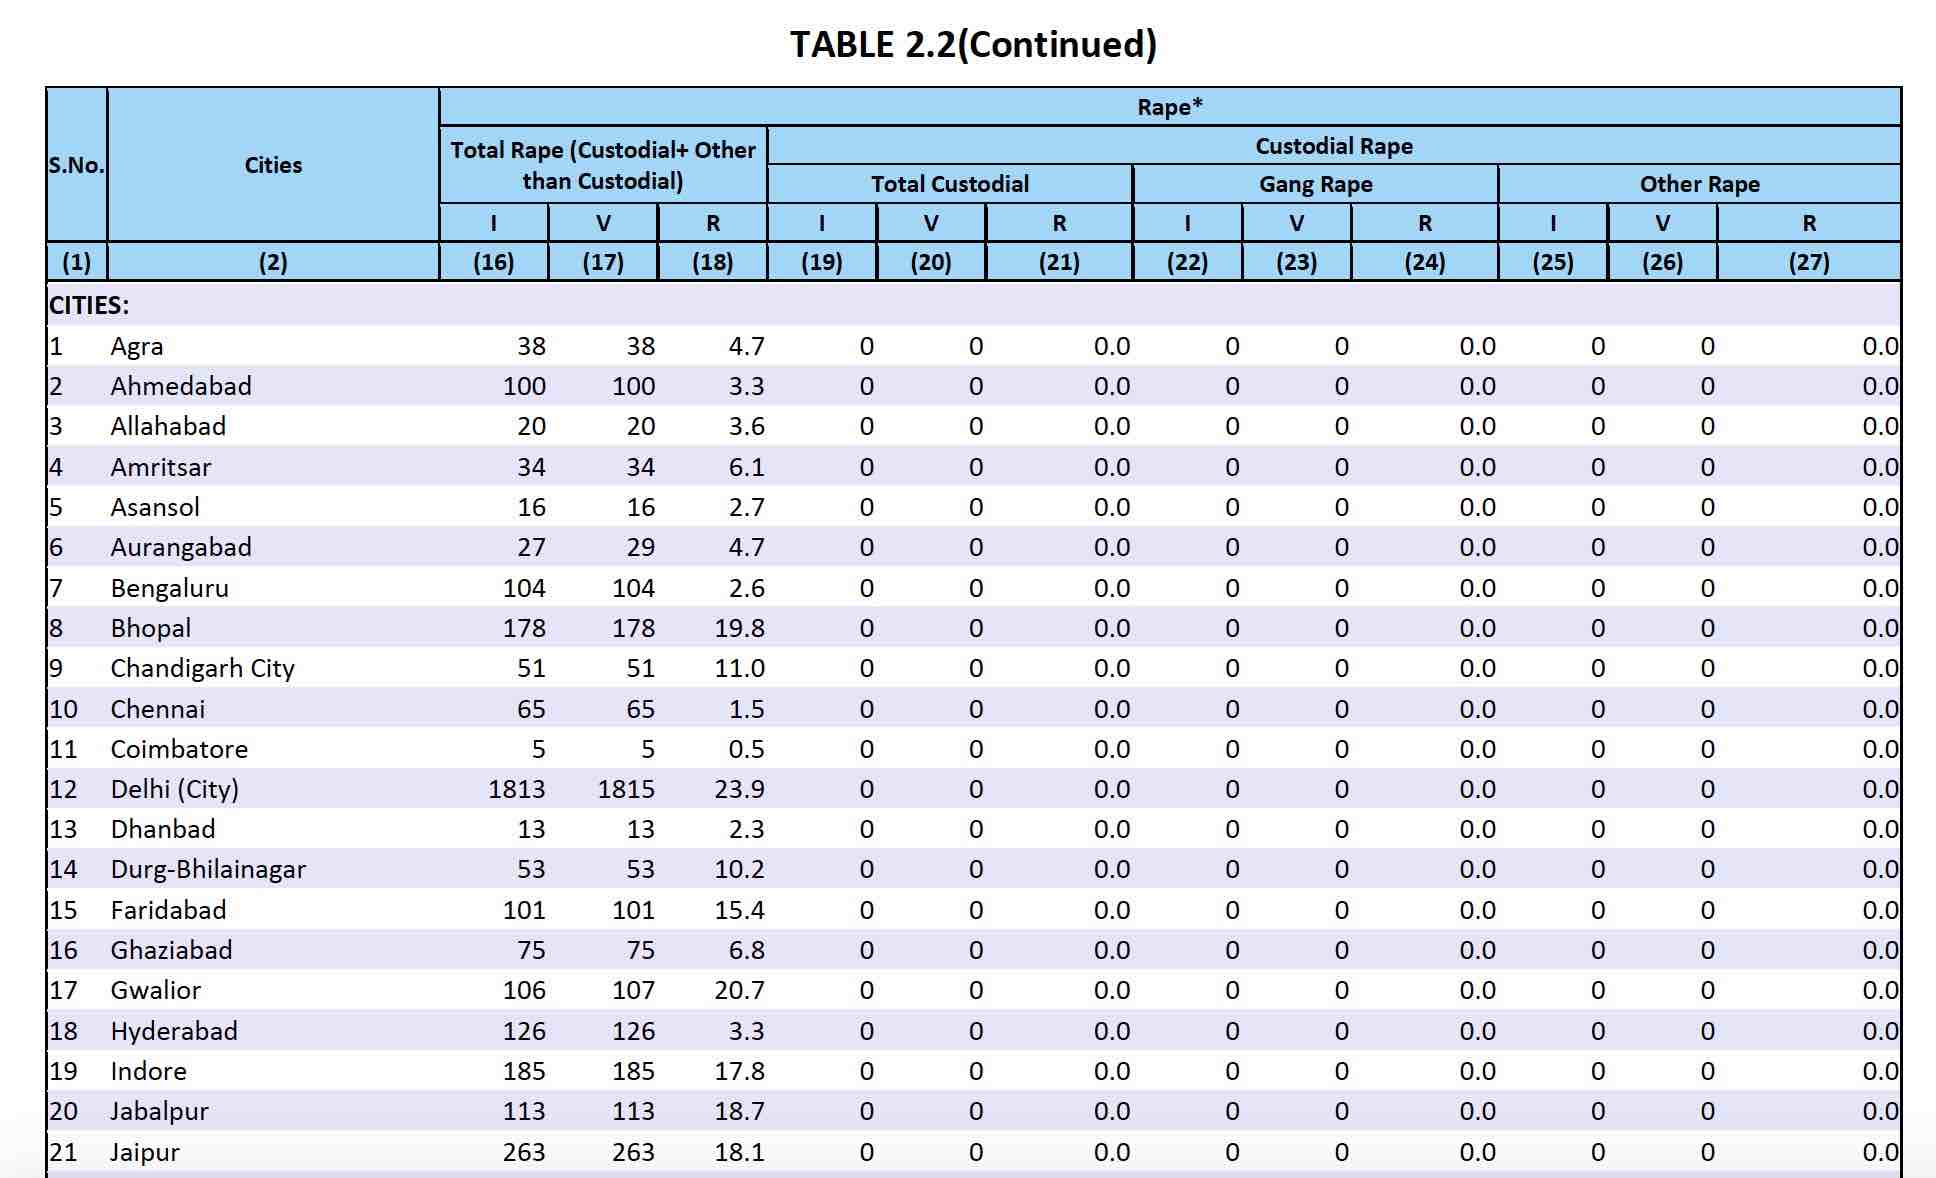 TABLE 2.2(Continued)
Rape*
Total Rape (Custodial+ Other than Custodial) Custodial Rape
S.No. Cities Total Custodial Gang Rape Other Rape
I V R I V R I V R I V R
(1) (2) (16) (17) (18) (19) (20) (21) (22) (23) (24) (25) (26) (27)
CITIES:
1 Agra 38 38 4.7 0 0 0.0 0 0 0.0 0 0 0.0
2 Ahmedabad 100 100 3.3 0 0 0.0 0 0 0.0 0 0 0.0
3 Allahabad 20 20 3.6 0 0 0.0 0 0 0.0 0 0 0.0
4 Amritsar 34 34 6.1 0 0 0.0 0 0 0.0 0 0 0.0
5 Asansol 16 16 2.7 0 0 0.0 0 0 0.0 0 0 0.0
6 Aurangabad 27 29 4.7 0 0 0.0 0 0 0.0 0 0 0.0
7 Bengaluru 104 104 2.6 0 0 0.0 0 0 0.0 0 0 0.0
8 Bhopal 178 178 19.8 0 0 0.0 0 0 0.0 0 0 0.0
9 Chandigarh City 51 51 11.0 0 0 0.0 0 0 0.0 0 0 0.0
10 Chennai 65 65 1.5 0 0 0.0 0 0 0.0 0 0 0.0
11 Coimbatore 5 5 0.5 0 0 0.0 0 0 0.0 0 0 0.0
12 Delhi (City) 1813 1815 23.9 0 0 0.0 0 0 0.0 0 0 0.0
13 Dhanbad 13 13 2.3 0 0 0.0 0 0 0.0 0 0 0.0
14 Durg-Bhilainagar 53 53 10.2 0 0 0.0 0 0 0.0 0 0 0.0
15 Faridabad 101 101 15.4 0 0 0.0 0 0 0.0 0 0 0.0
16 Ghaziabad 75 75 6.8 0 0 0.0 0 0 0.0 0 0 0.0
17 Gwalior 106 107 20.7 0 0 0.0 0 0 0.0 0 0 0.0
18 Hyderabad 126 126 3.3 0 0 0.0 0 0 0.0 0 0 0.0
19 Indore 185 185 17.8 0 0 0.0 0 0 0.0 0 0 0.0
20 Jabalpur 113 113 18.7 0 0 0.0 0 0 0.0 0 0 0.0
21 Jaipur 263 263 18.1 0 0 0.0 0 0 0.0 0 0 0.0